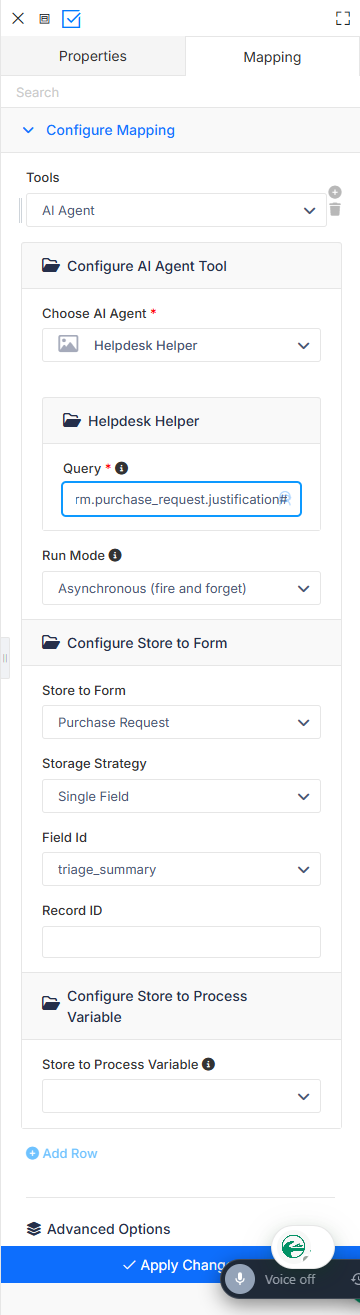 Properties
Mapping
Search
Configure Mapping
Tools
AI Agent
Configure AI Agent Tool
Choose AI Agent *
Helpdesk Helper
Helpdesk Helper
Query *
rm.purchase_request.justification#
Run Mode
Asynchronous (fire and forget)
Configure Store to Form
Store to Form
Purchase Request
Storage Strategy
Single Field
Field Id
triage_summary
Record ID
Configure Store to Process
Variable
Store to Process Variable
Add Row
Advanced Options
Apply Chang
Voice off